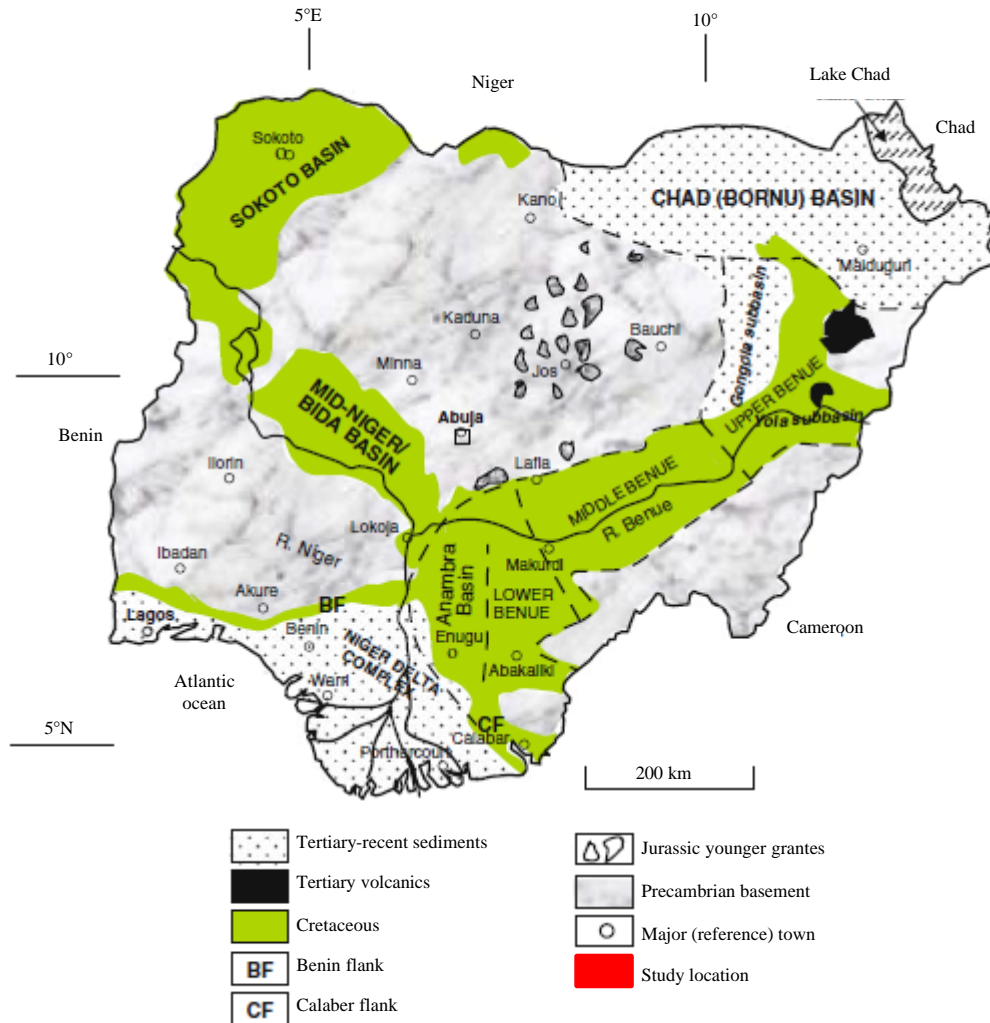 5°E
10°
Lake Chad
Niger
Chad
Sokoto
SOKOTO BASIN
CHAD (BORNU) BASIN
Kano
Maiduguri
Kaduna
Bauchi
Gongola subbasin
Minna
Jos
10°
UPPER BENUE
MID-NIGER/
BIDA BASIN
Abuja
Yola subbasin
Benin
Ilorin
Lafia
MIDDLE BENUE
R. Benue
Lokoja
R. Niger
Ibadan
Makurdi
Anambra
Basin
LOWER
BENUE
Akure
BF
Lagos
Benin
Enugu
Abakaliki
Cameroon
NIGER DELTA
COMPLEX
Atlantic
ocean
Warri
CF
5°N
Calabar
Portharcourt
200 km
Tertiary-recent sediments
Tertiary volcanics
Cretaceous
BF Benin flank
CF Calaber flank
Jurassic younger grantes
Precambrian basement
Major (reference) town
Study location